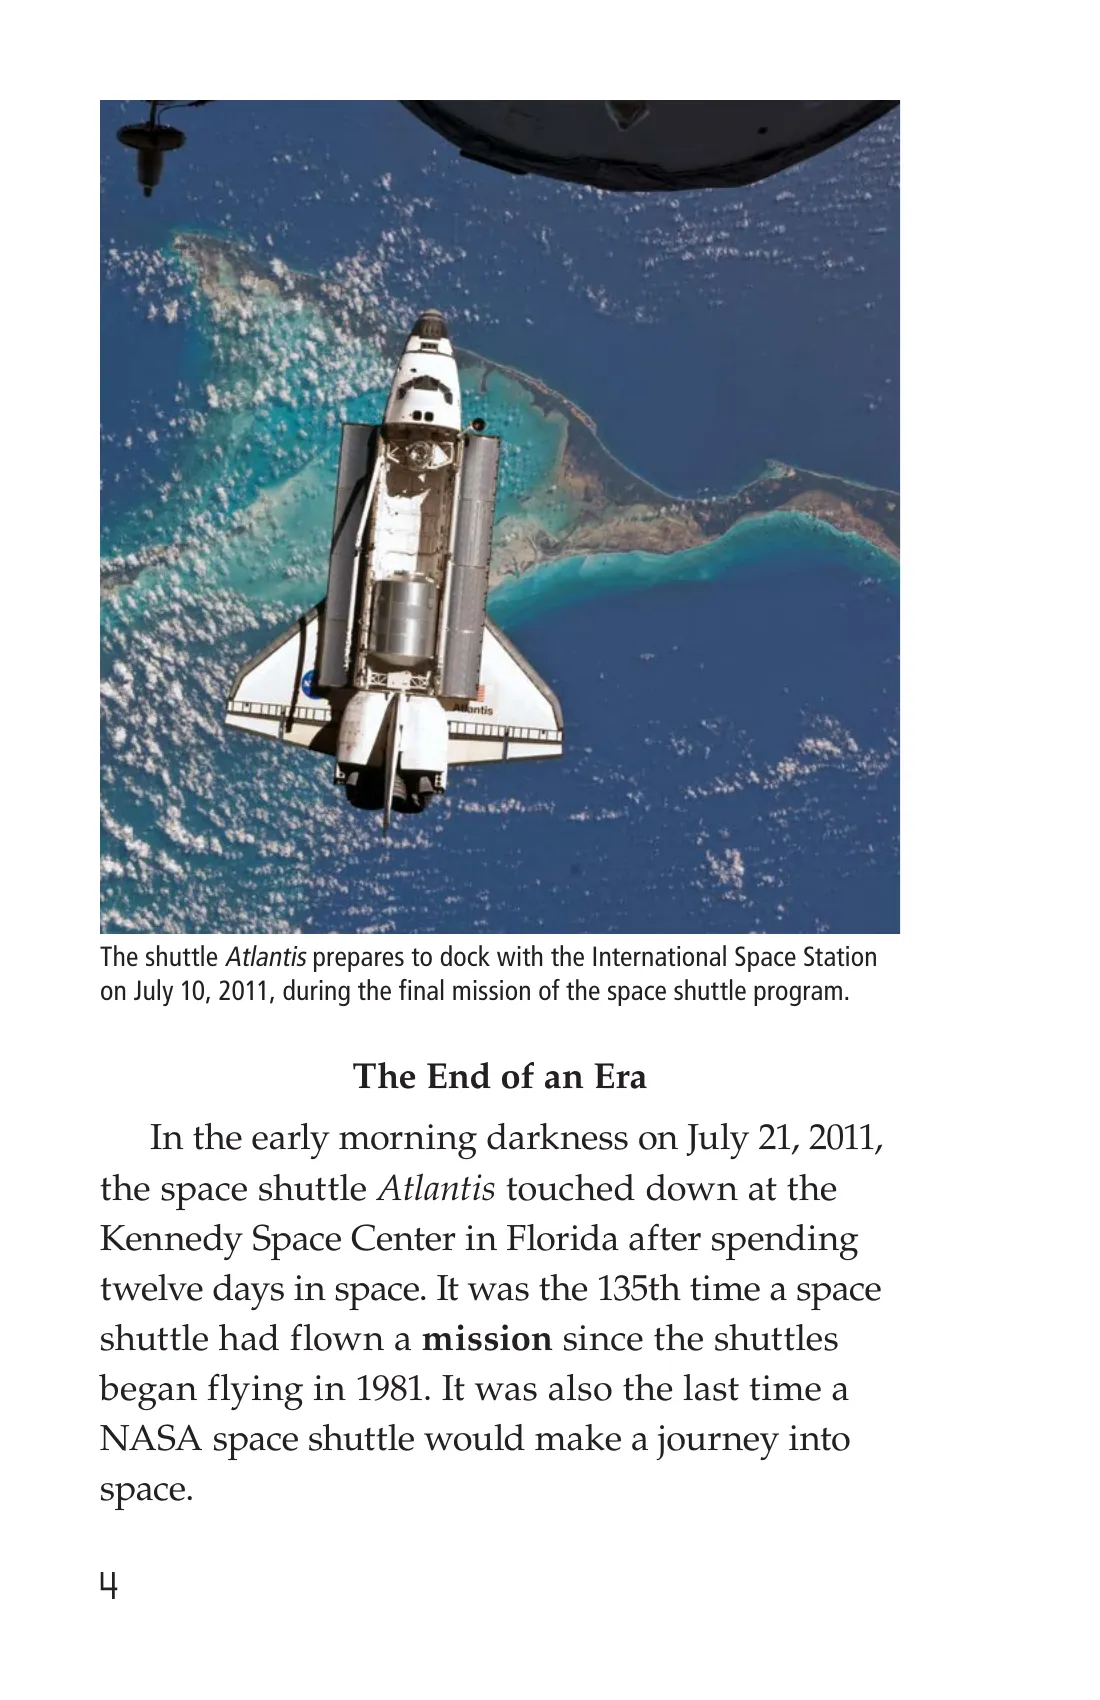 Atlantis
The shuttle Atlantis prepares to dock with the International Space Station
on July 10, 2011, during the final mission of the space shuttle program.
The End of an Era
In the early morning darkness on July 21, 2011,
the space shuttle Atlantis touched down at the
Kennedy Space Center in Florida after spending
twelve days in space. It was the 135th time a space
shuttle had flown a mission since the shuttles
began flying in 1981. It was also the last time a
NASA space shuttle would make a journey into
space.
4